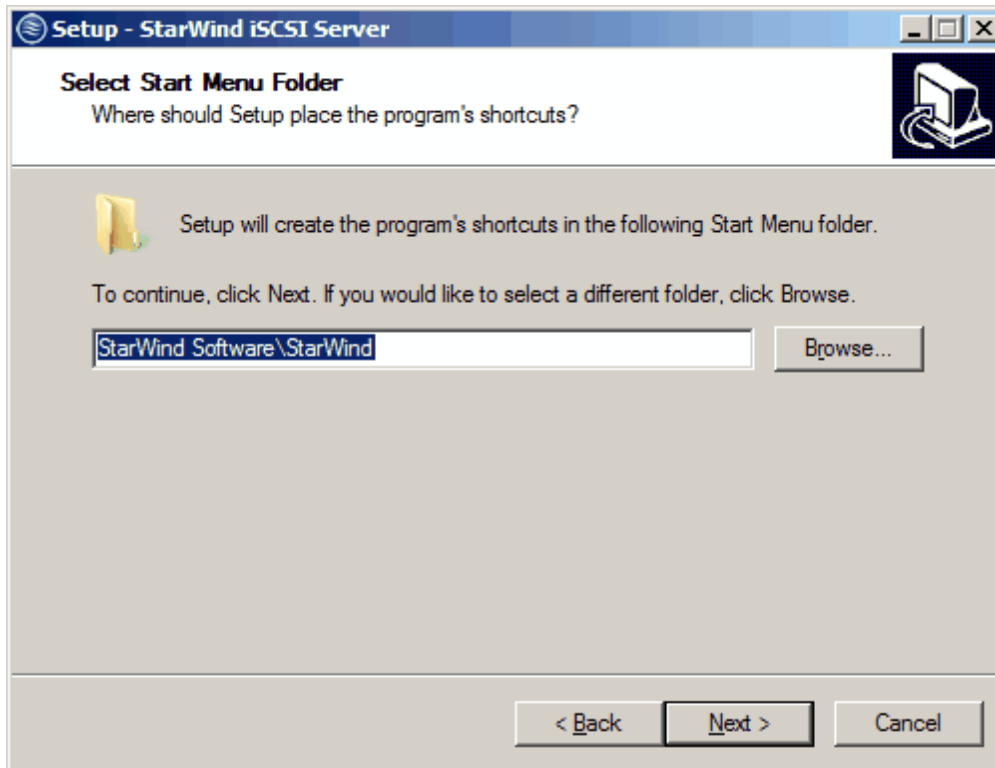 Setup - StarWind iSCSI Server
Select Start Menu Folder
Where should Setup place the program's shortcuts?
Setup will create the program's shortcuts in the following Start Menu folder.
To continue, click Next. If you would like to select a different folder, click Browse.
StarWind Software\StarWind
Browse...
< Back
Next >
Cancel